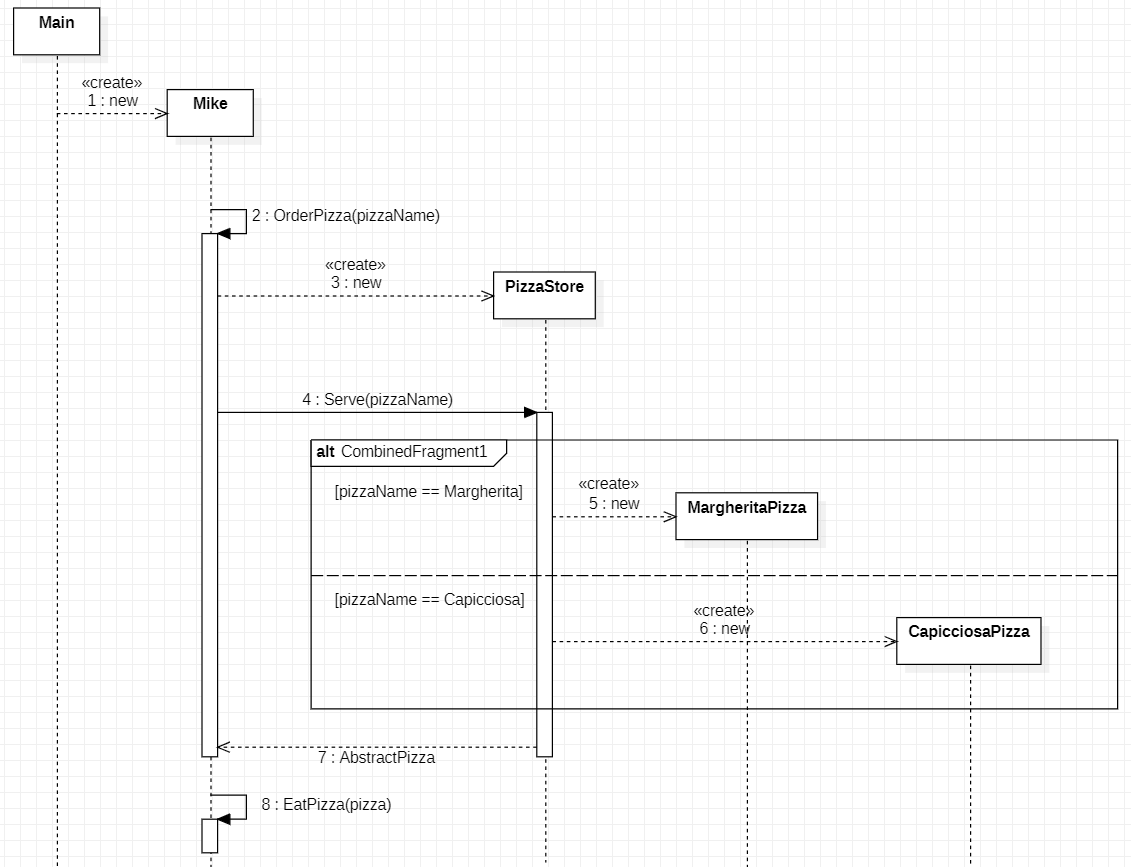 Main
«create»
1 : new
Mike
2 : OrderPizza(pizzaName)
«create»
3 : new
PizzaStore
4 : Serve(pizzaName)
alt CombinedFragment1
[pizzaName == Margherita]
«create»
5 : new
MargheritaPizza
[pizzaName == Capicciosa]
«create»
6 : new
CapicciosaPizza
7 : AbstractPizza
8 : EatPizza(pizza)